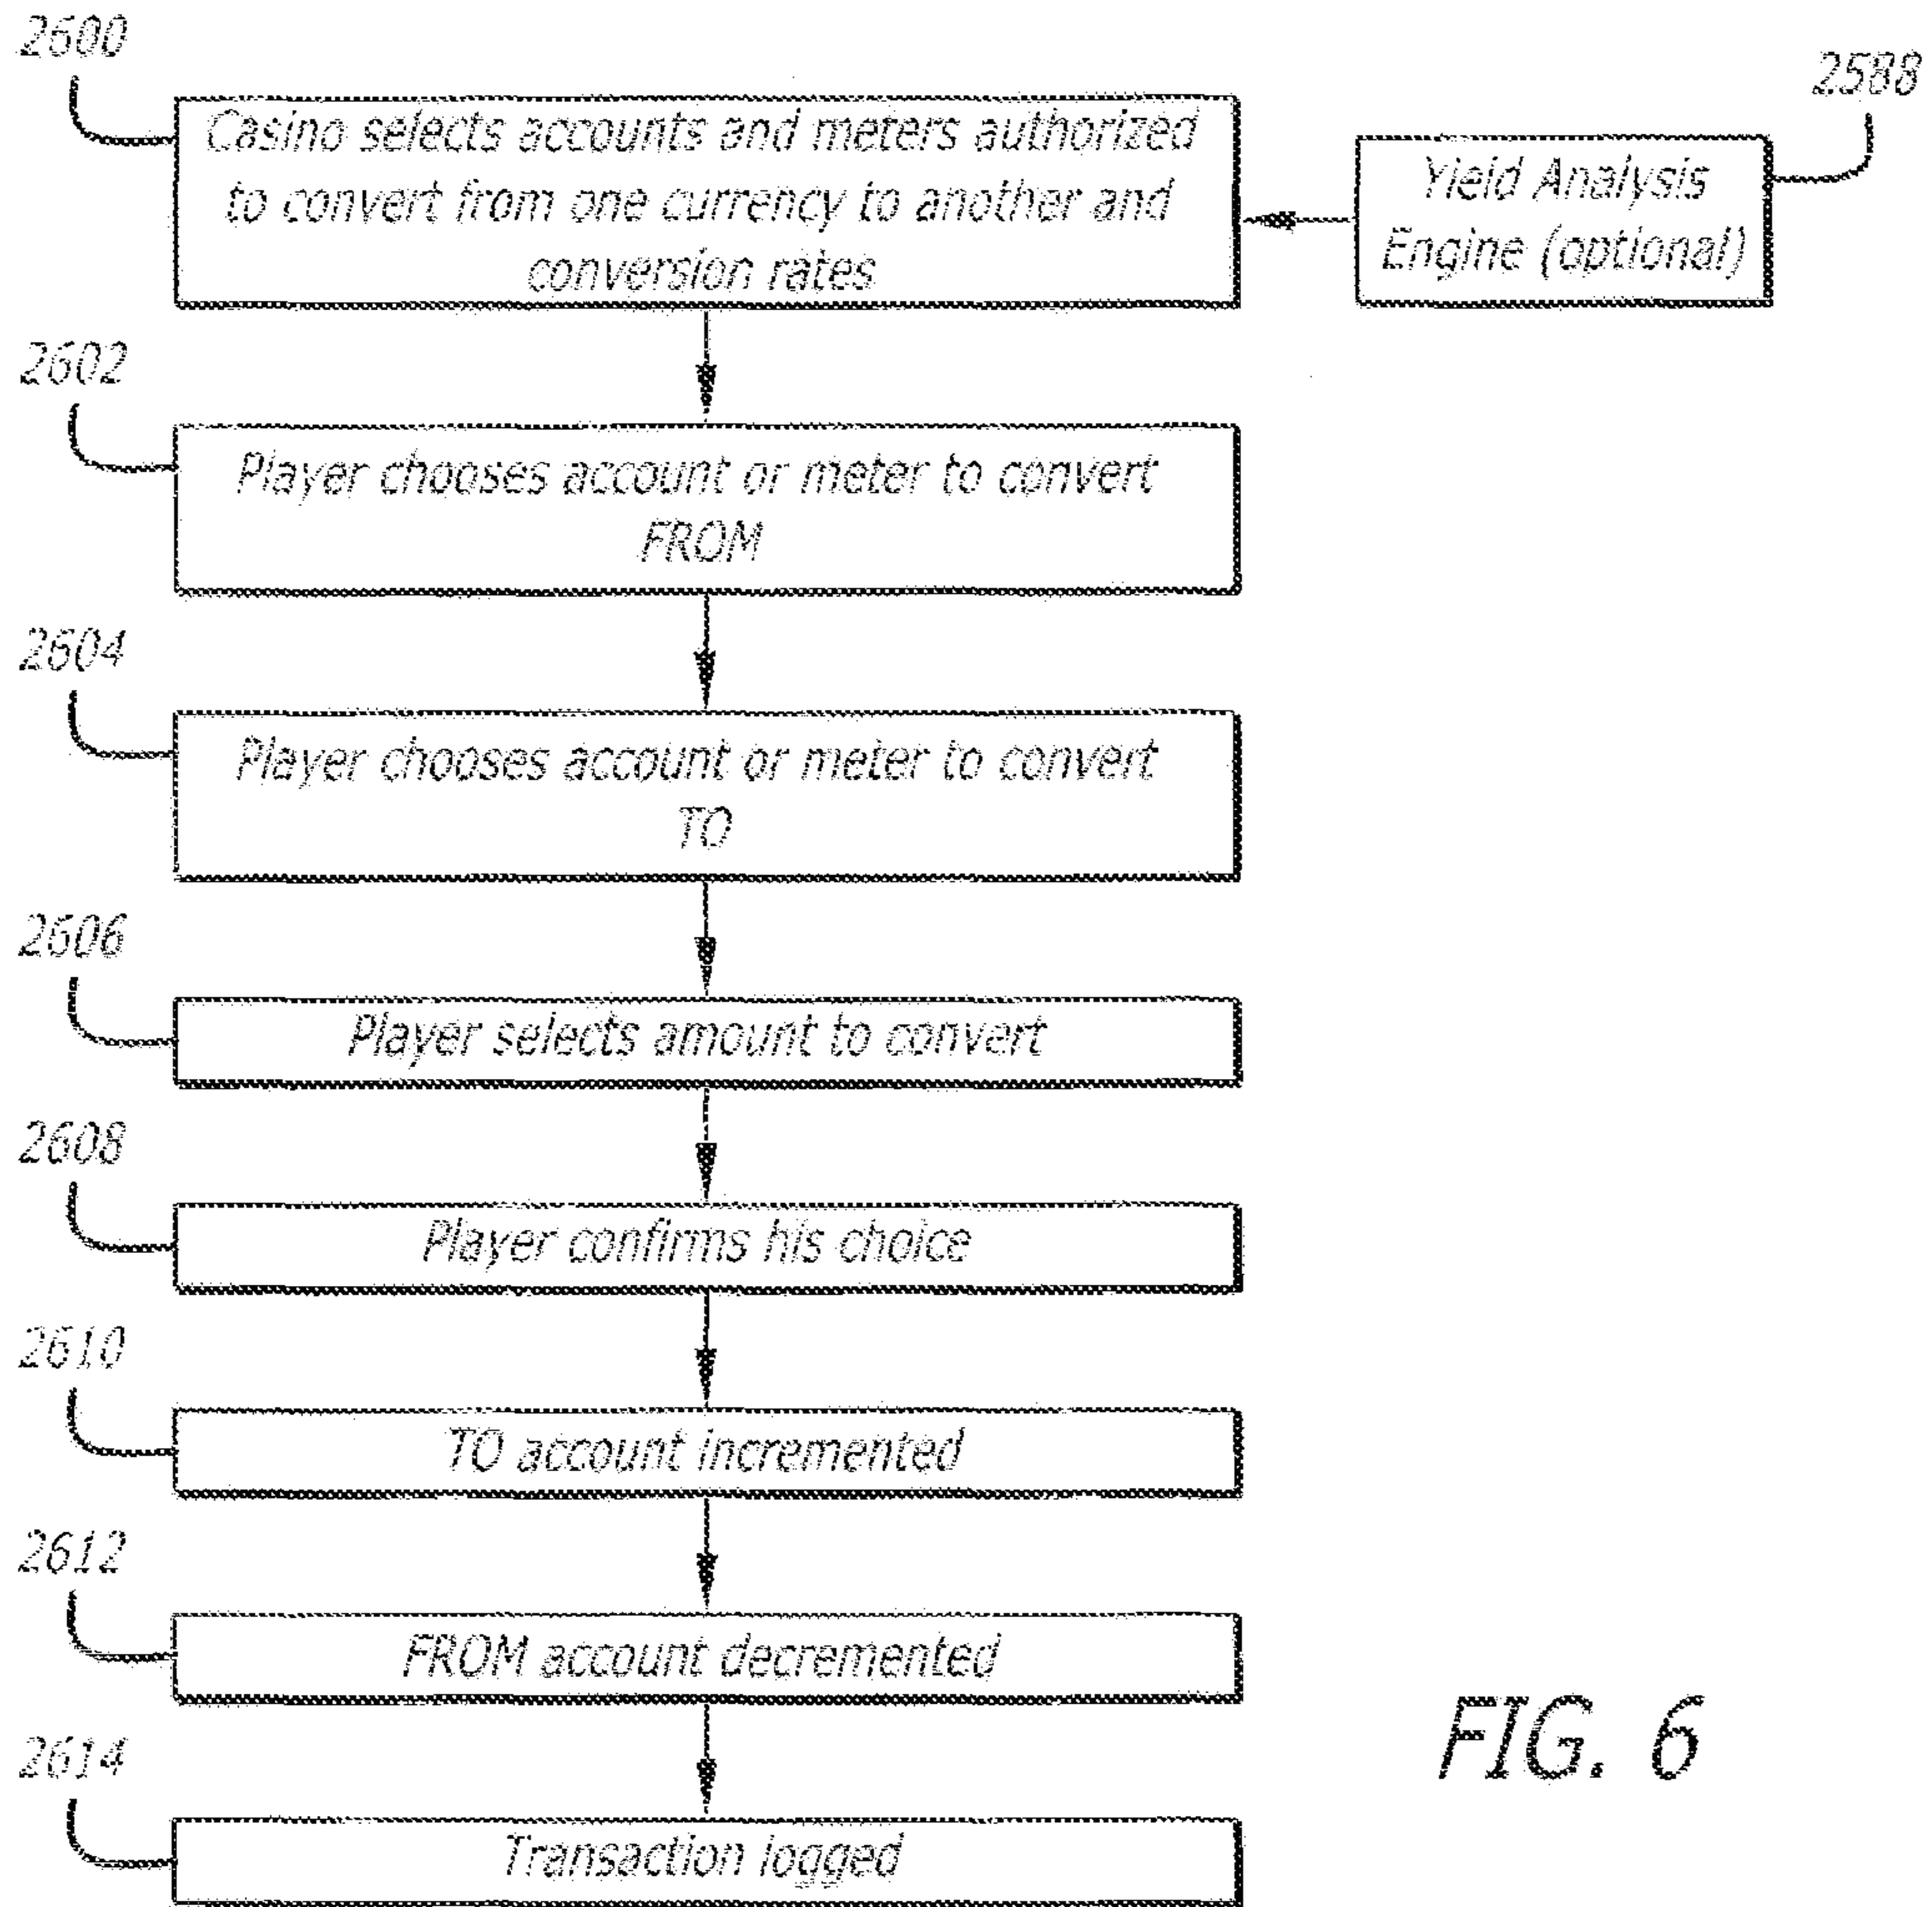 2600
2588
Casino selects accounts and meters authorized
to convert from one currency to another and
conversion rates
Yield Analysis
Engine (optional)
2602
Player chooses account or meter to convert
FROM
2604
Player chooses account or meter to convert
TO
2606
Player selects amount to convert
2608
Player confirms his choice
2610
TO account incremented
2612
FROM account decremented
2614
Transaction logged
FIG. 6